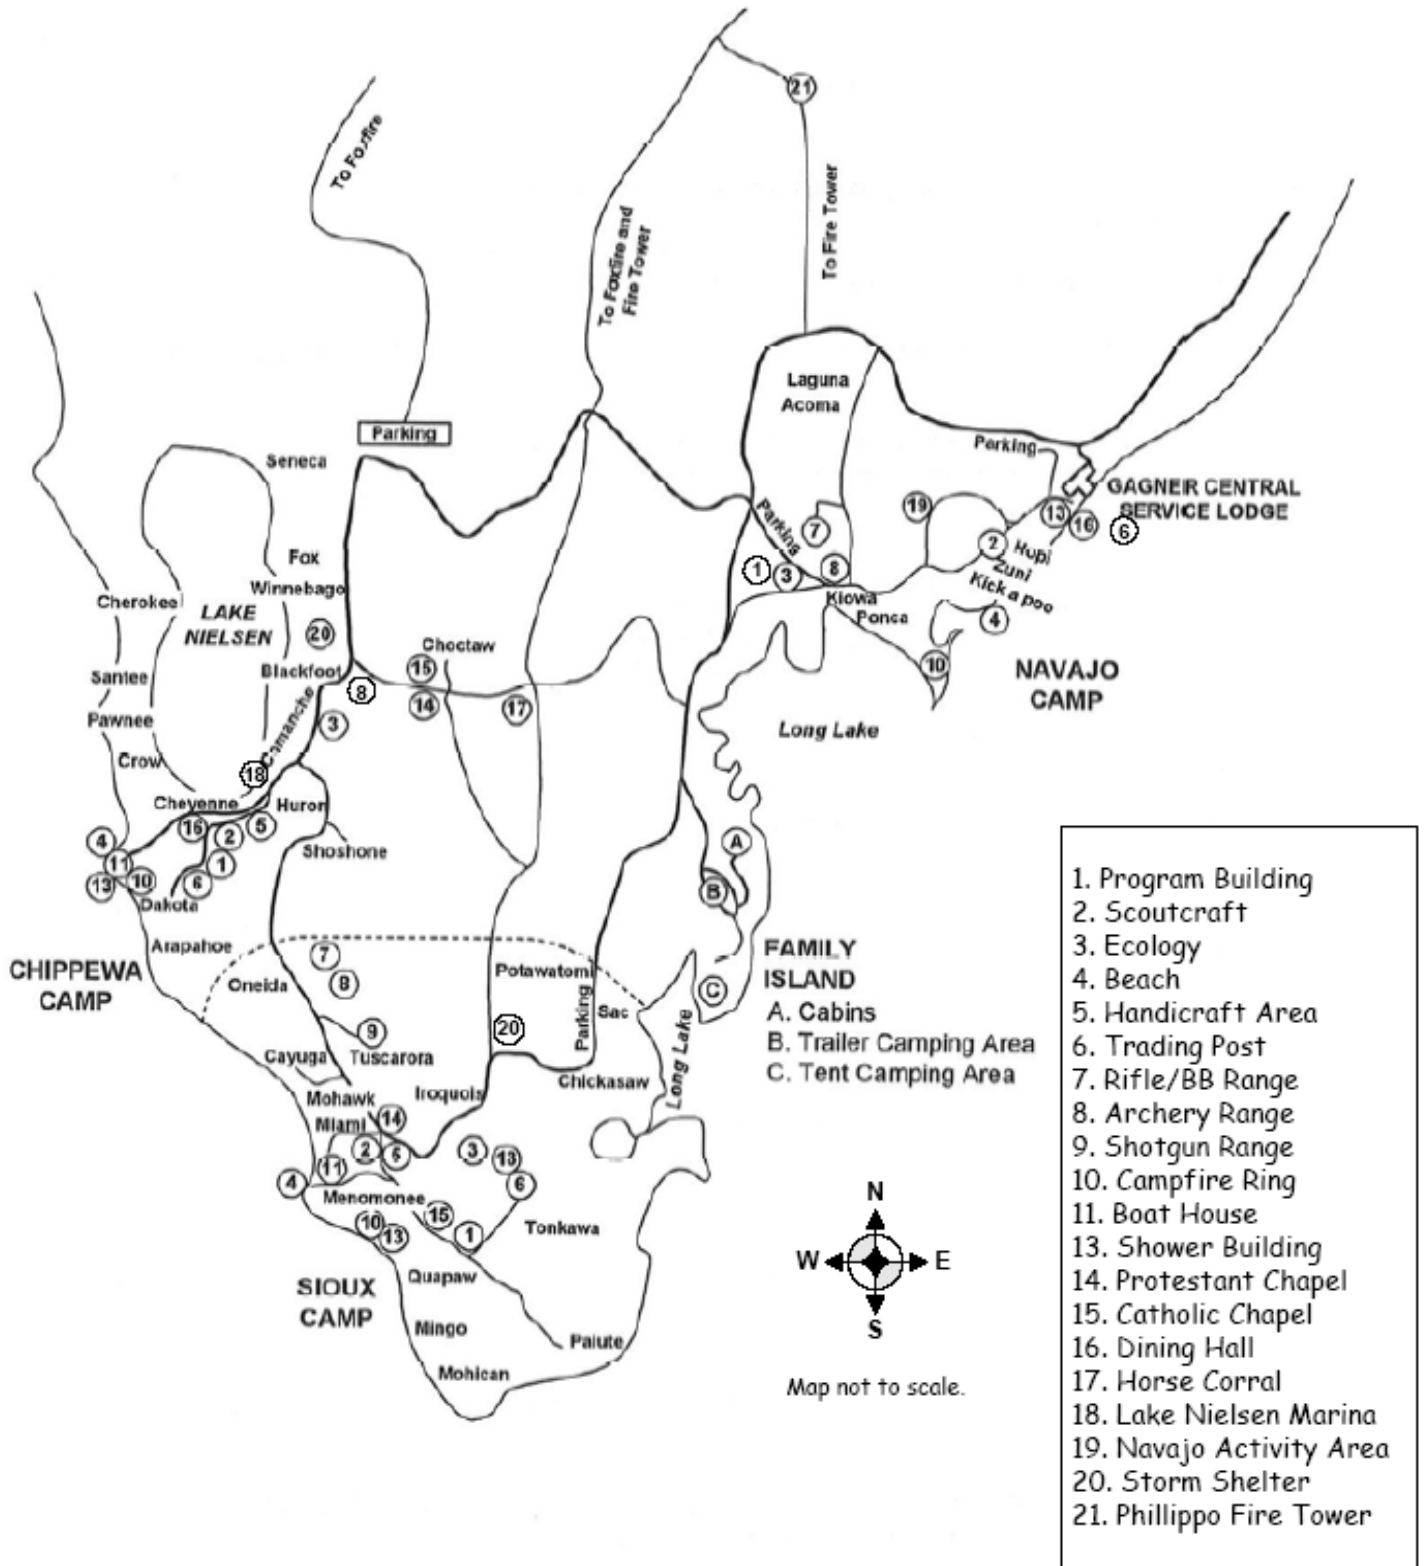 21
To Foxfire
To Foxfire and
Fire Tower
To Fire Tower
Laguna
Acoma
Parking
Parking
Seneca
GAGNER CENTRAL
SERVICE LODGE
19
13
16
6
Parking
7
2
Hopi
Zuni
Kick a poo
1
3
8
Kiowa
Ponca
4
10
NAVAJO
CAMP
Fox
Winnebago
Cherokee
LAKE
NIELSEN
20
Choctaw
15
Blackfoot
8
14
17
Santee
Pawnee
Crow
Comanche
3
Long Lake
18
Cheyenne
Huron
16
2
5
4
11
1
13
10
6
Shoshone
Dakota
A
B
Arapahoe
CHIPPEWA
CAMP
7
Potawatomi
FAMILY
ISLAND
A. Cabins
B. Trailer Camping Area
C. Tent Camping Area
Oneida
8
C
Parking
Sac
20
9
Long Lake
Cayuga
Tuscarora
Chickasaw
Mohawk
Iroquois
Miami
14
2
11
3
13
4
6
Menomonee
10
13
15
1
Tonkawa
SIOUX
CAMP
Quapaw
Mingo
Paiute
Mohican
N
W
E
S
Map not to scale.
1. Program Building
2. Scoutcraft
3. Ecology
4. Beach
5. Handicraft Area
6. Trading Post
7. Rifle/BB Range
8. Archery Range
9. Shotgun Range
10. Campfire Ring
11. Boat House
13. Shower Building
14. Protestant Chapel
15. Catholic Chapel
16. Dining Hall
17. Horse Corral
18. Lake Nielsen Marina
19. Navajo Activity Area
20. Storm Shelter
21. Phillippo Fire Tower